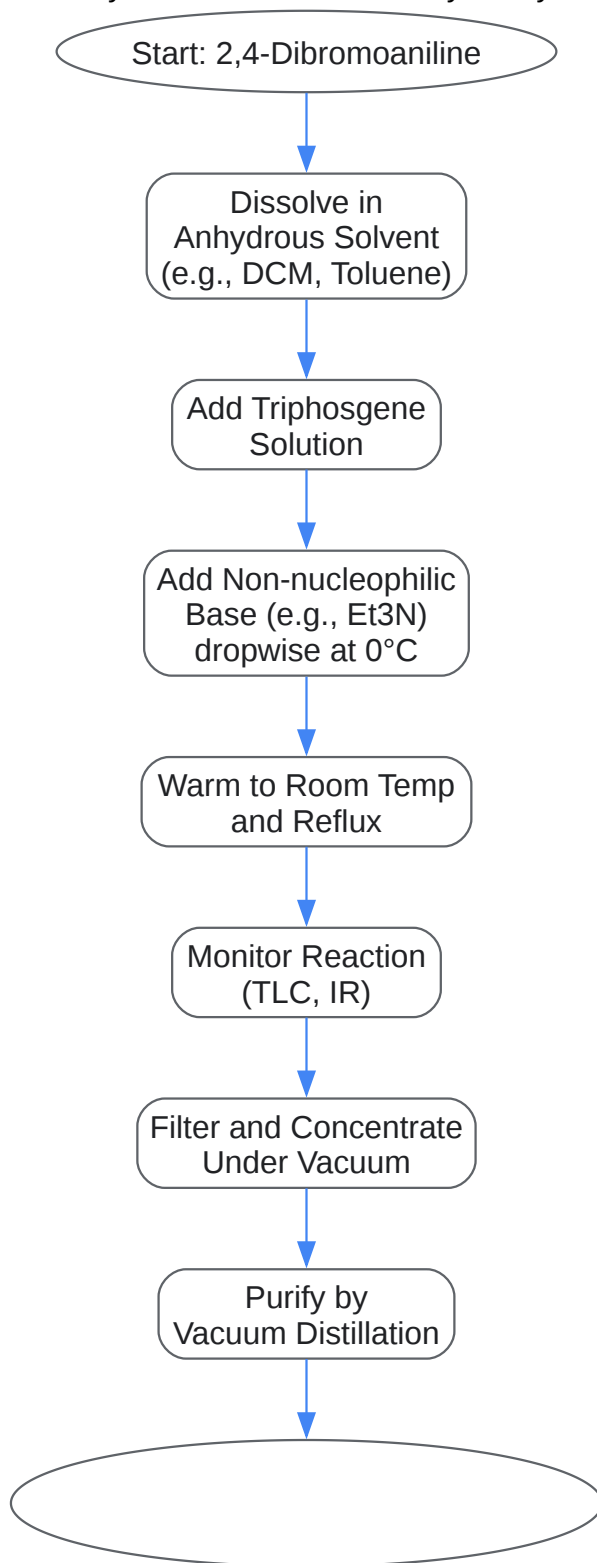 Start: 2,4-Dibromoaniline
Dissolve in
Anhydrous Solvent
(e.g., DCM, Toluene)
Add Triphosgene
Solution
Add Non-nucleophilic
Base (e.g., Et3N)
dropwise at 0°C
Warm to Room Temp
and Reflux
Monitor Reaction
(TLC, IR)
Filter and Concentrate
Under Vacuum
Purify by
Vacuum Distillation